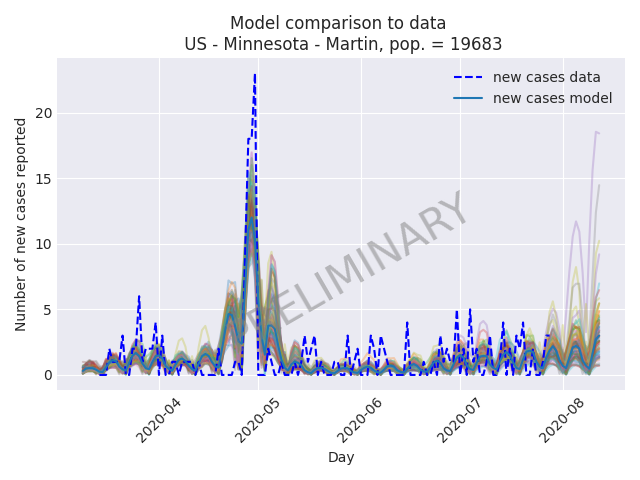 Model comparison to data
US - Minnesota - Martin, pop. = 19683
new cases data
new cases model
Number of new cases reported
20
15
10
5
0
PRELIMINARY
2020-04
2020-05
2020-06
2020-07
2020-08
Day